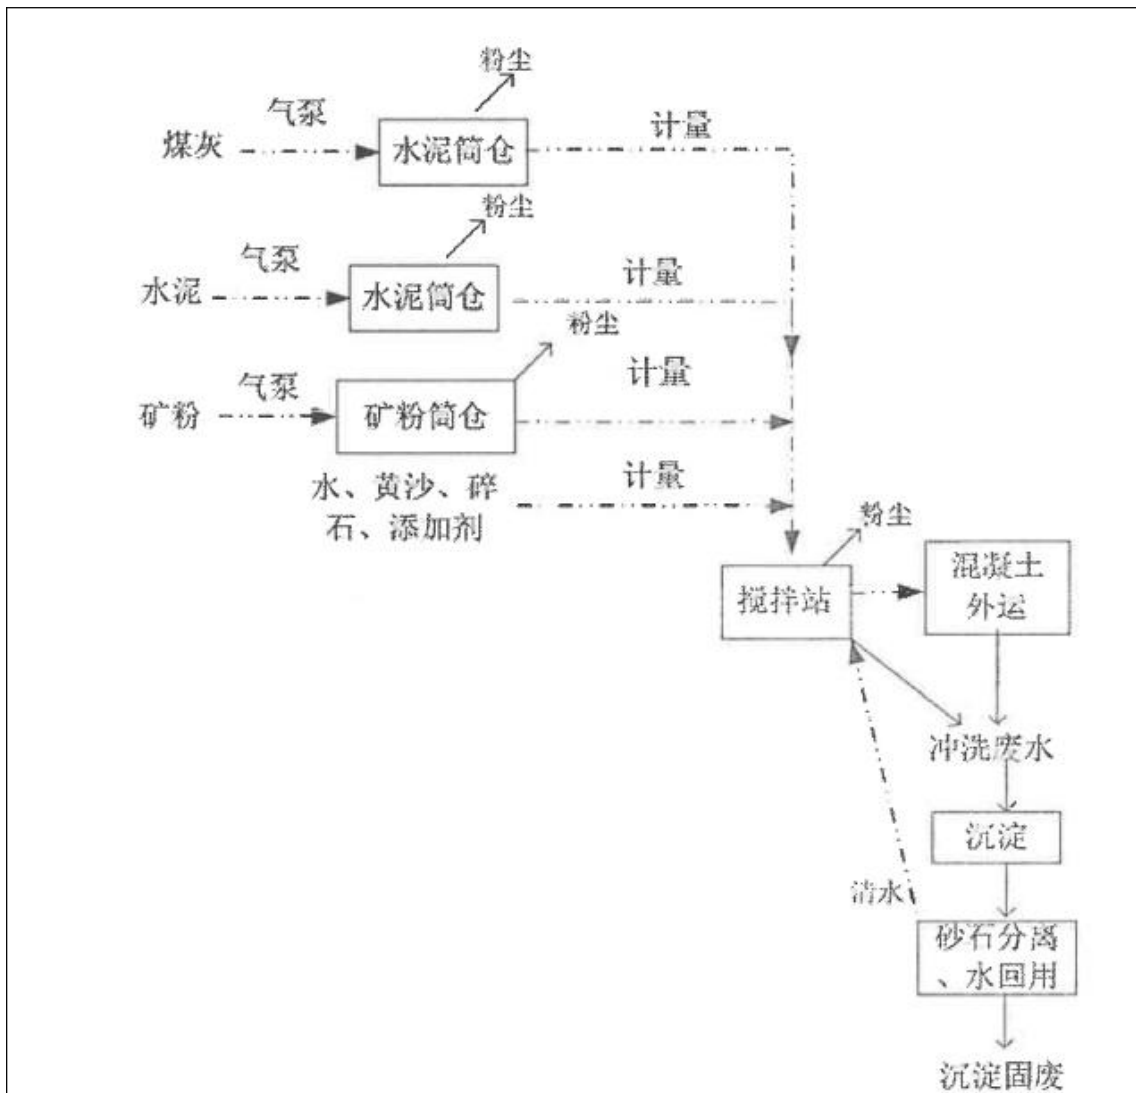 粉尘
气泵
计量
煤灰
水泥筒仓
粉尘
气泵
计量
水泥
水泥筒仓
粉尘
气泵
计量
矿粉
矿粉筒仓
计量
水、黄沙、碎
石、添加剂
粉尘
混凝土
外运
搅拌站
冲洗废水
沉淀
清水
砂石分离
、水回用
沉淀固废